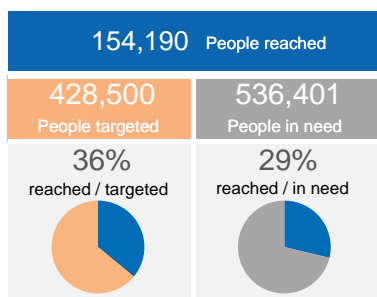 154,190 People reached
428,500
People targeted
536,401
People in need
36%
reached / targeted
29%
reached / in need